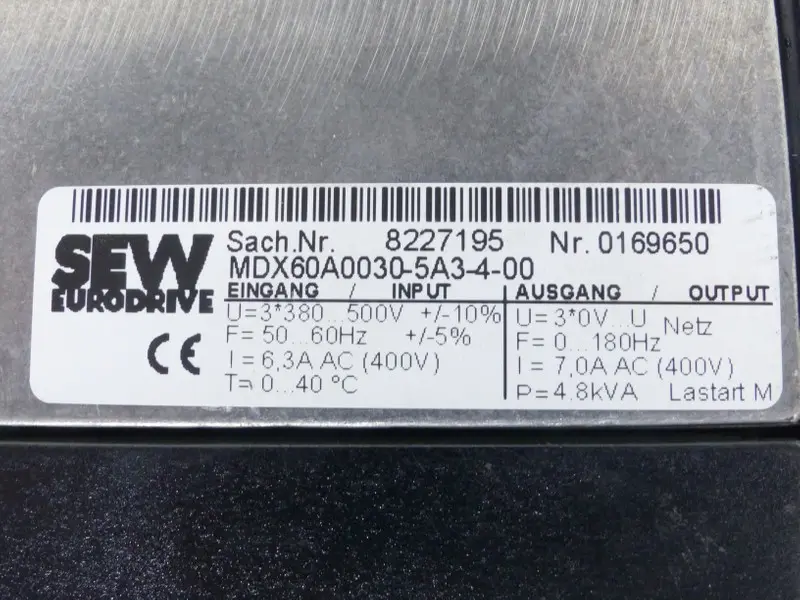 SEW
EURODRIVE
CE
Sach.Nr. 8227195 Nr. 0169650
MDX60A0030-5A3-4-00
EINGANG / INPUT
U= 3*380...500V +/-10%
F= 50...60Hz +/-5%
I = 6,3A AC (400V)
T= 0...40 °C
AUSGANG / OUTPUT
U= 3*0V...U Netz
F= 0...180Hz
I = 7,0A AC (400V)
P= 4.8kVA Lastart M